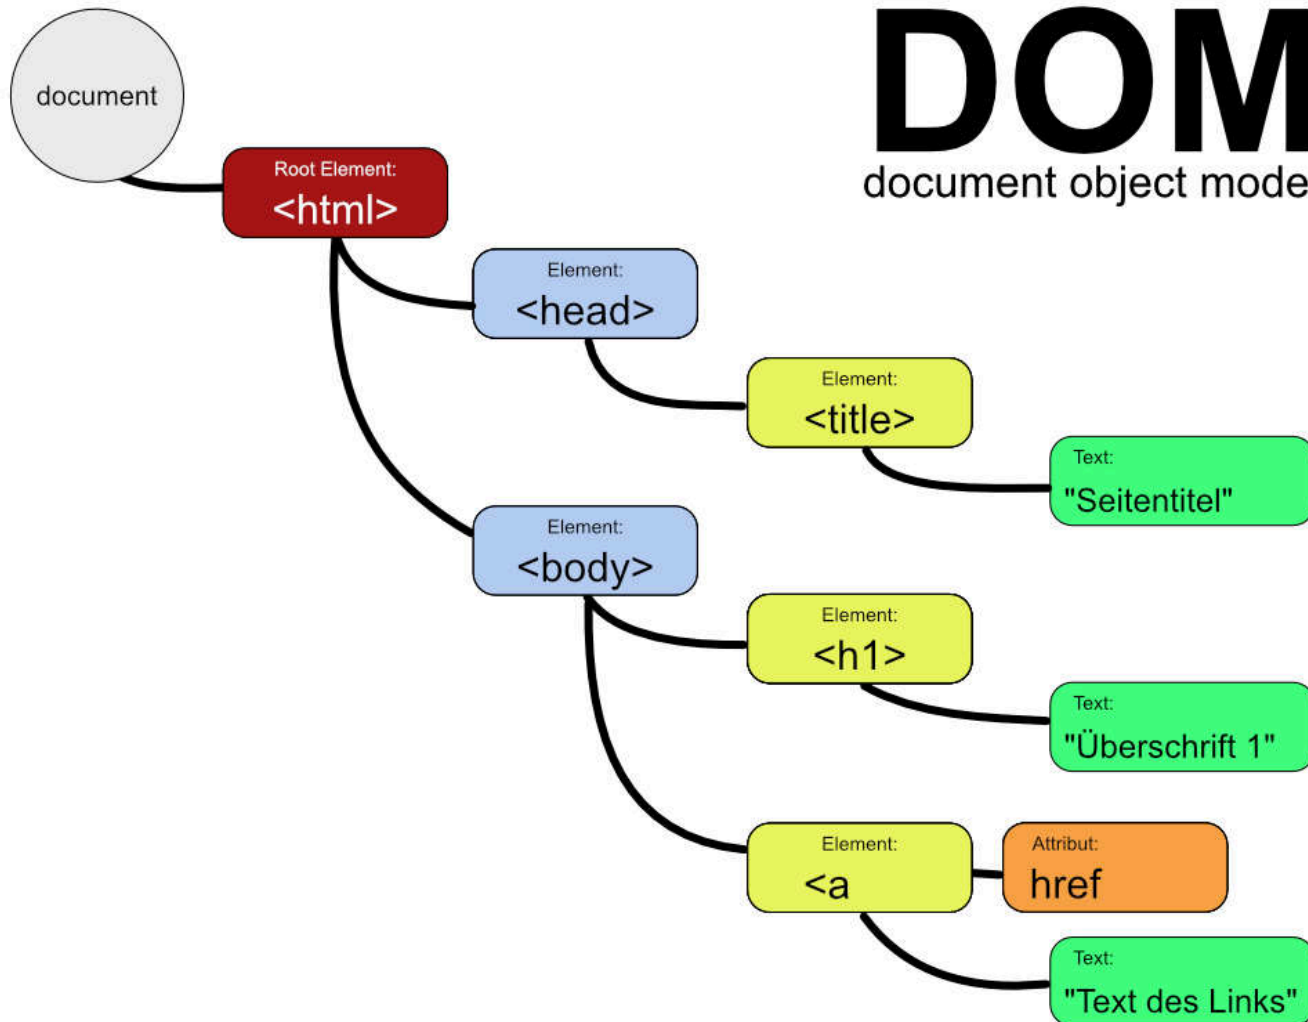 DOM
document object mode
document
Root Element:
<html>
Element:
<head>
Element:
<title>
Text:
"Seitentitel"
Element:
<body>
Element:
<h1>
Text:
"Überschrift 1"
Element:
<a
Attribut:
href
Text:
"Text des Links"